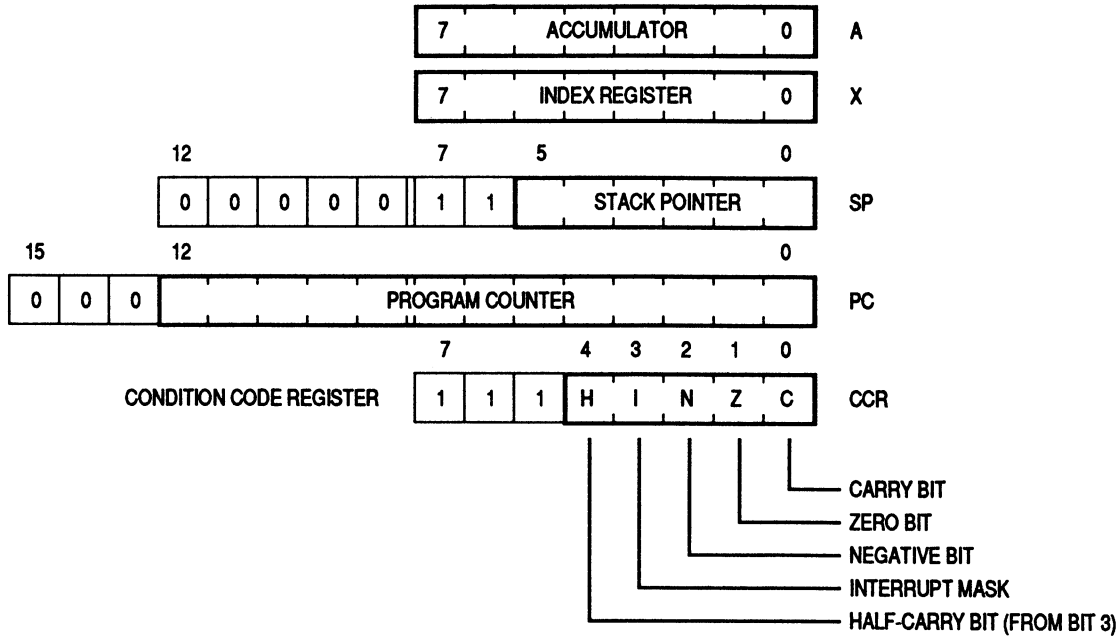 7 ACCUMULATOR 0 A
7 INDEX REGISTER 0 X
12 7 5 0
0 0 0 0 0 1 1 STACK POINTER SP
15 12 0
0 0 0 PROGRAM COUNTER PC
7 4 3 2 1 0
CONDITION CODE REGISTER 1 1 1 H I N Z C CCR
CARRY BIT
ZERO BIT
NEGATIVE BIT
INTERRUPT MASK
HALF-CARRY BIT (FROM BIT 3)